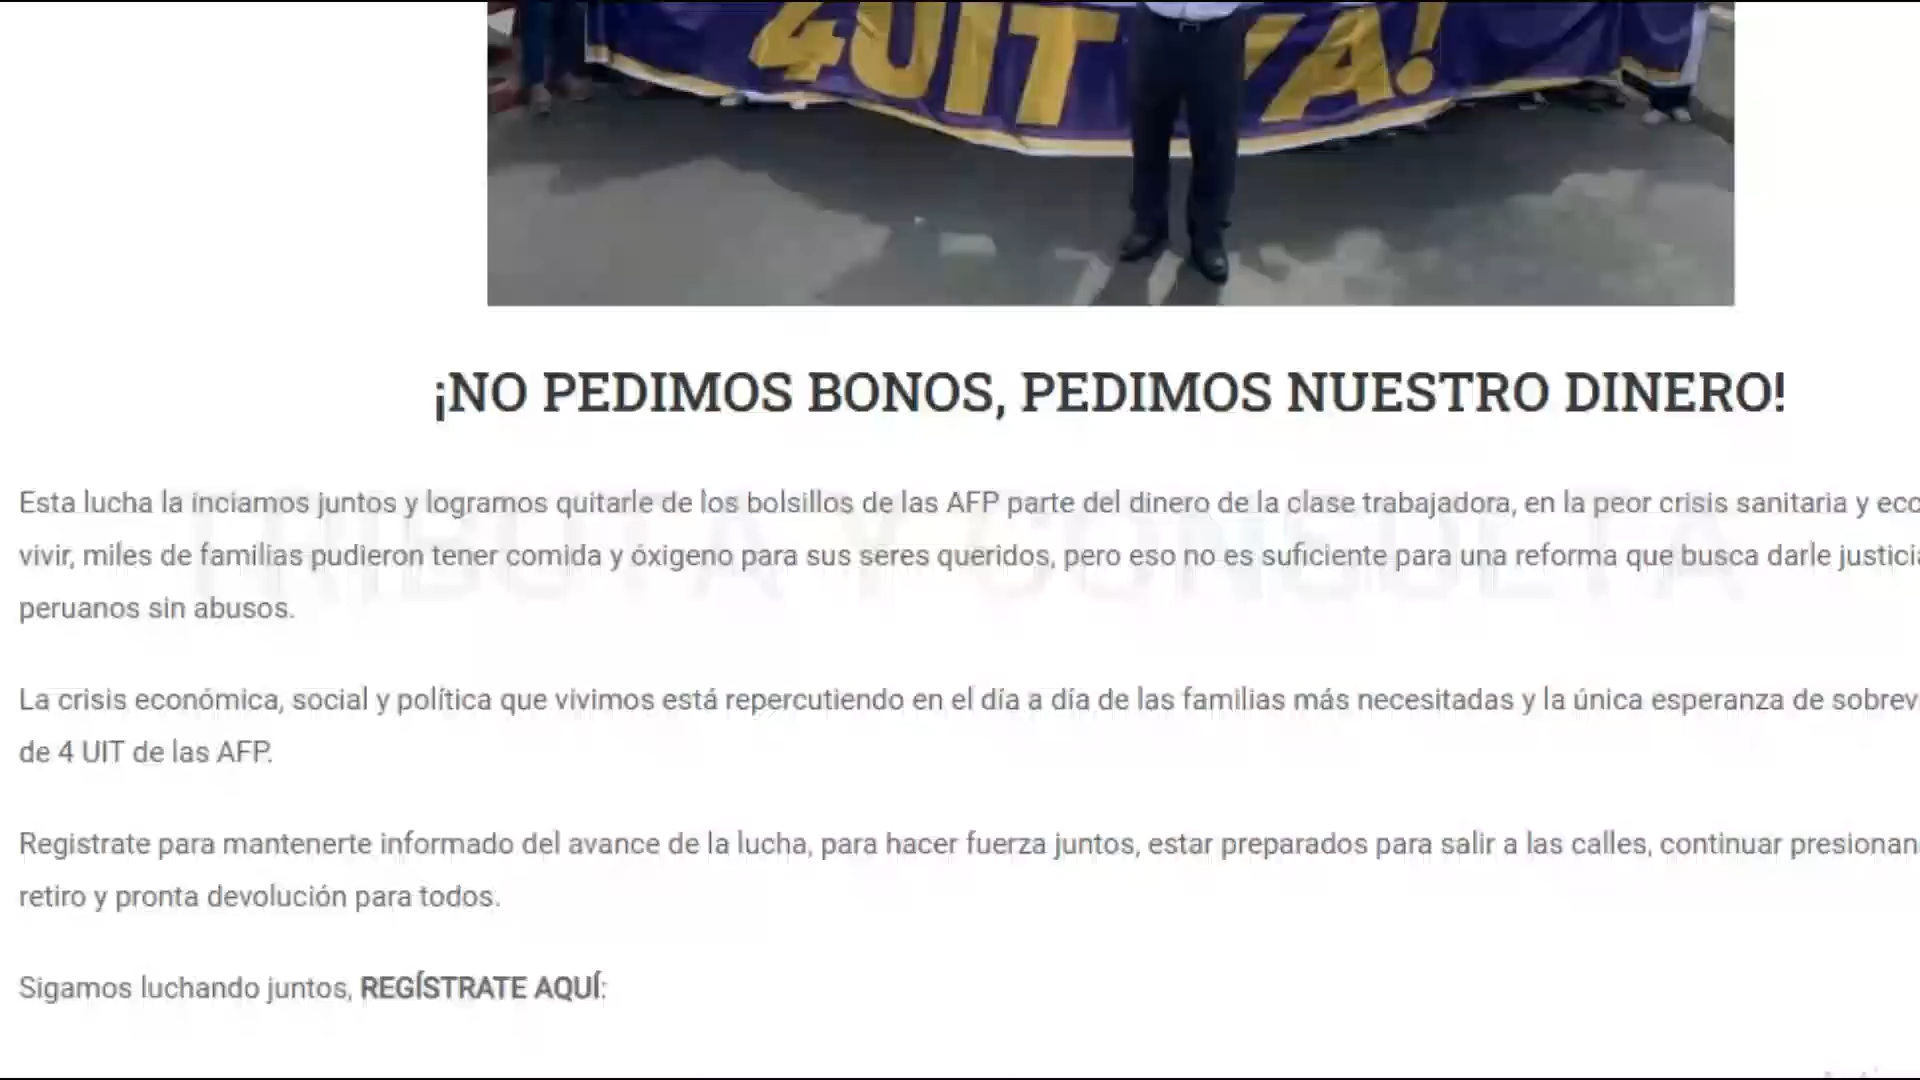 4UIT YA!
¡NO PEDIMOS BONOS, PEDIMOS NUESTRO DINERO!
Esta lucha la inciamos juntos y logramos quitarle de los bolsillos de las AFP parte del dinero de la clase trabajadora, en la peor crisis sanitaria y eco
vivir, miles de familias pudieron tener comida y óxigeno para sus seres queridos, pero eso no es suficiente para una reforma que busca darle justicia
peruanos sin abusos.
TRIBUTA Y CONSULTA
La crisis económica, social y política que vivimos está repercutiendo en el día a día de las familias más necesitadas y la única esperanza de sobrev
de 4 UIT de las AFP.
Registrate para mantenerte informado del avance de la lucha, para hacer fuerza juntos, estar preparados para salir a las calles, continuar presionan
retiro y pronta devolución para todos.
Sigamos luchando juntos, REGÍSTRATE AQUÍ: